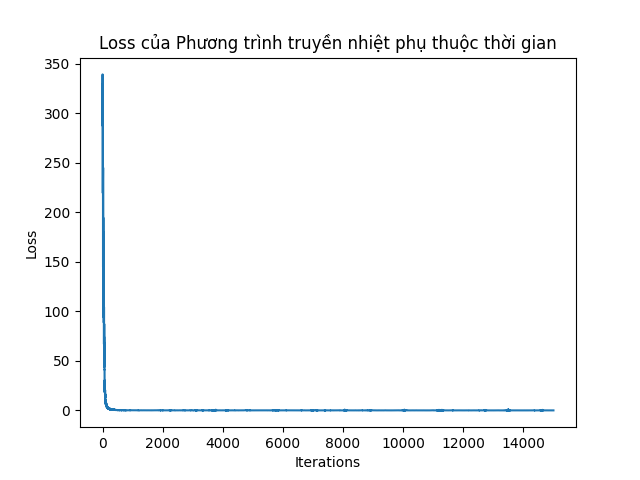 Loss của Phương trình truyền nhiệt phụ thuộc thời gian
350
300
250
200
150
100
50
0
Loss
0 2000 4000 6000 8000 10000 12000 14000
Iterations